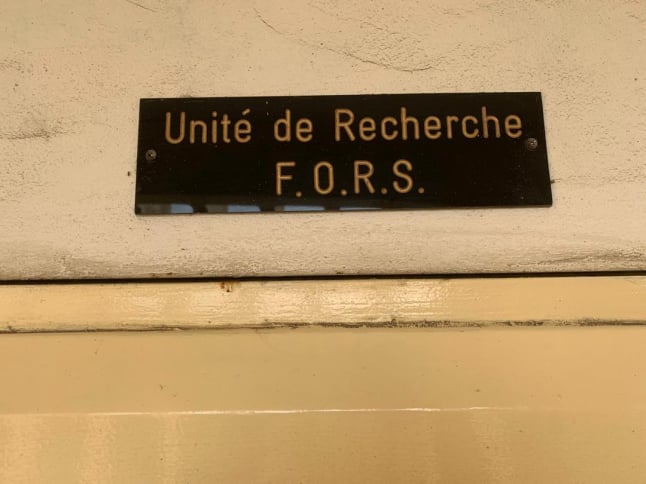 Unité de Recherche
F.O.R.S.